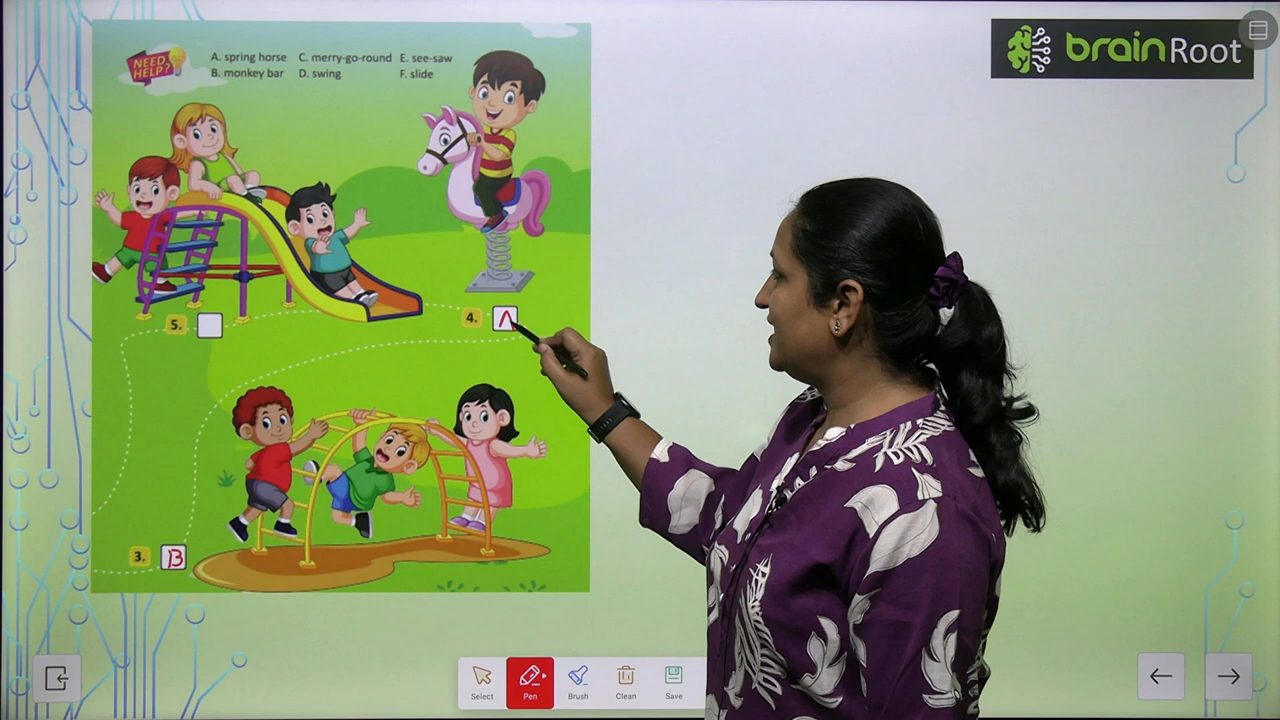 brainRoot
NEED HELP?
A. spring horse C. merry-go-round E. see-saw
B. monkey bar D. swing F. slide
5.
4.
3. B
Select Pen Brush Clean Save